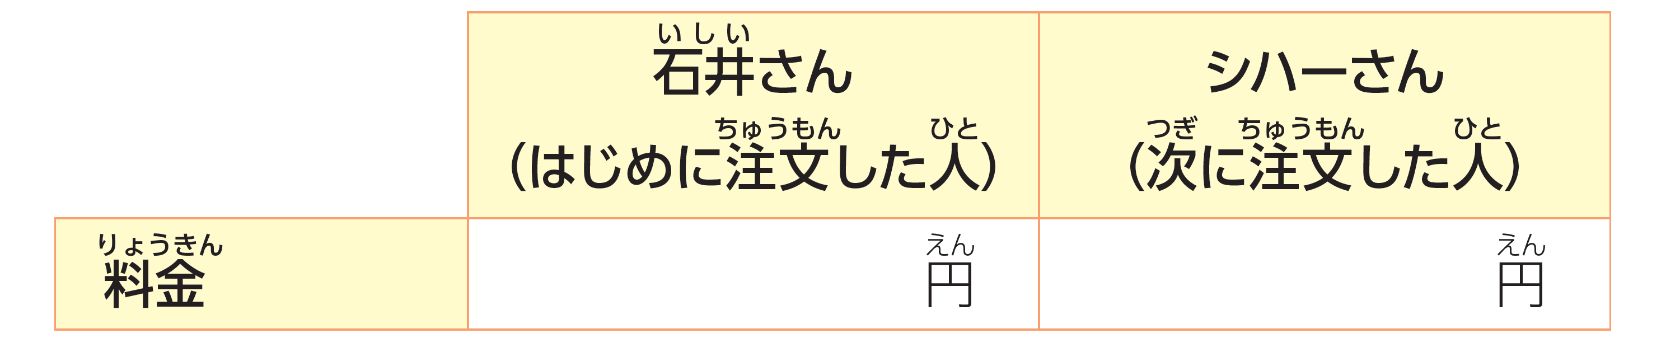 いしい
石井さん
ちゅうもん ひと
(はじめに注文した人)
シハーさん
つぎ ちゅうもん ひと
(次に注文した人)
りょうきん
料金
えん
円
えん
円